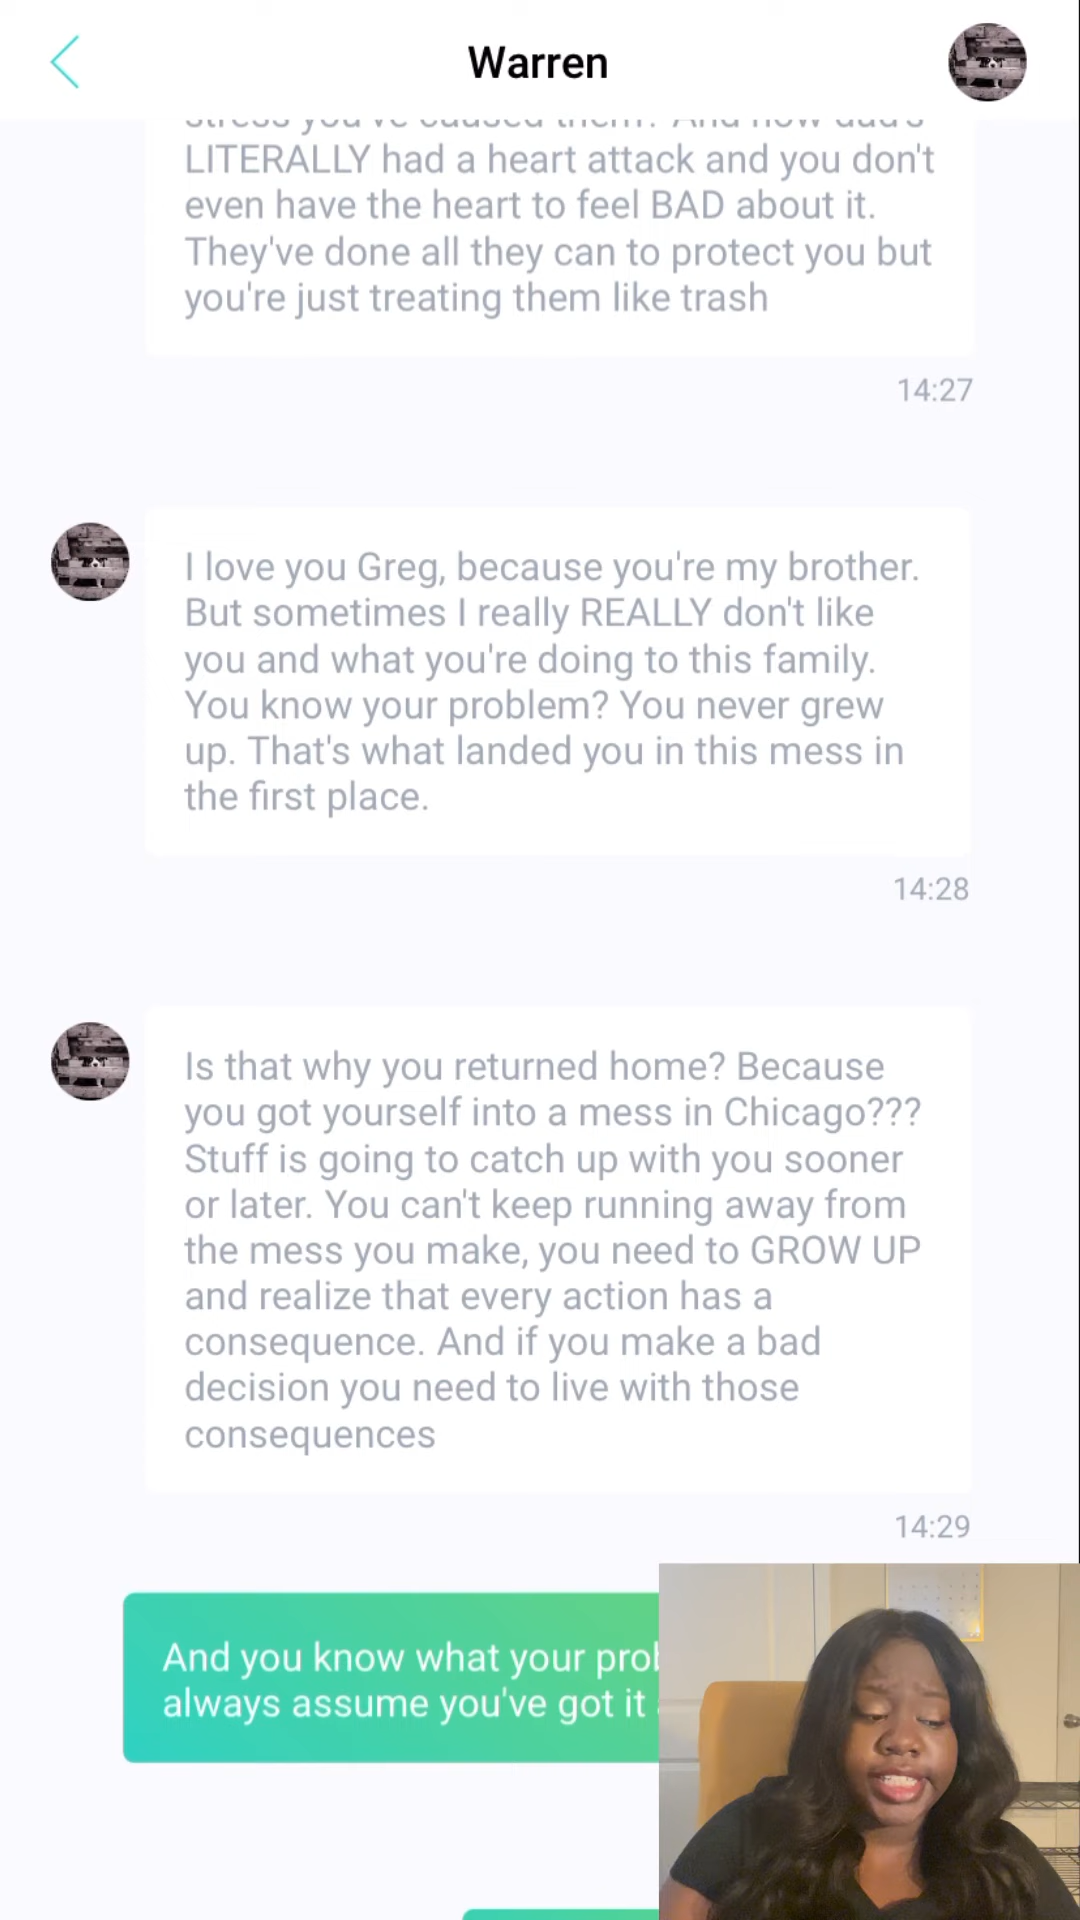 Warren
stress you've caused them? And now dad's
LITERALLY had a heart attack and you don't
even have the heart to feel BAD about it.
They've done all they can to protect you but
you're just treating them like trash
14:27
I love you Greg, because you're my brother.
But sometimes I really REALLY don't like
you and what you're doing to this family.
You know your problem? You never grew
up. That's what landed you in this mess in
the first place.
14:28
Is that why you returned home? Because
you got yourself into a mess in Chicago???
Stuff is going to catch up with you sooner
or later. You can't keep running away from
the mess you make, you need to GROW UP
and realize that every action has a
consequence. And if you make a bad
decision you need to live with those
consequences
14:29
And you know what your
always assume you've got it